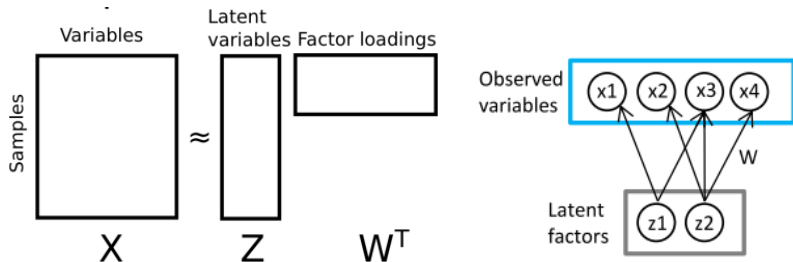 Variables
Latent
variables
Factor loadings
Samples
≈
X
Z
W^T
Observed
variables
x1 x2 x3 x4
W
Latent
factors
z1 z2